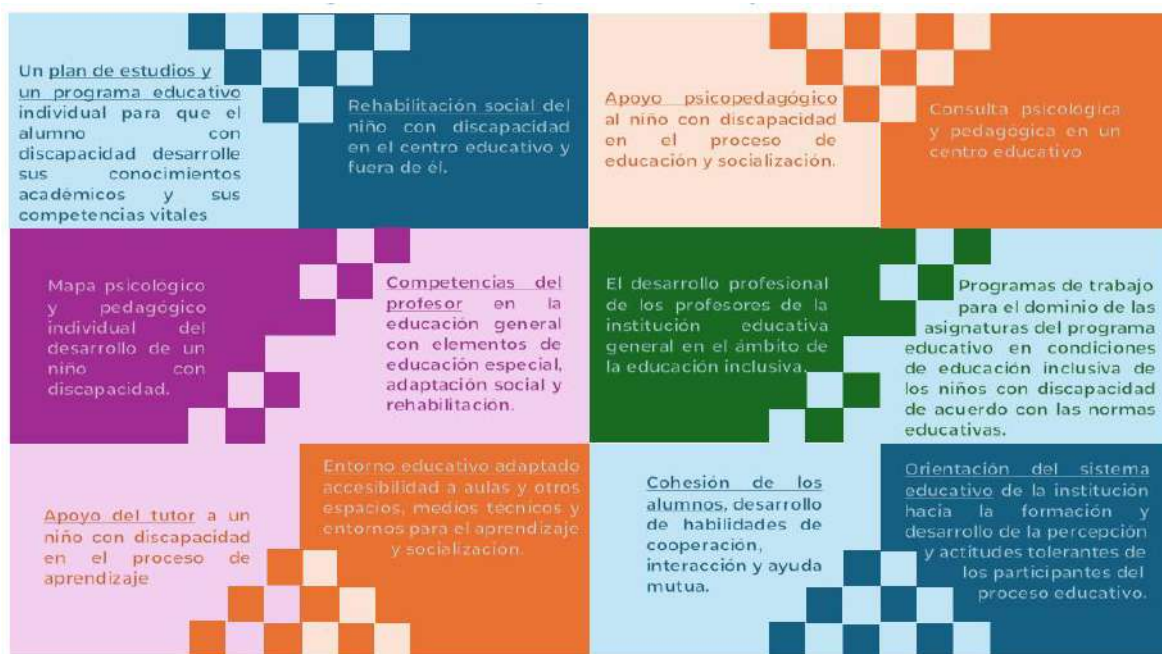 Un plan de estudios y
un programa educativo
individual para que el
alumno con
discapacidad desarrolle
sus conocimientos
académicos y sus
competencias vitales
Rehabilitación social del
niño con discapacidad
en el centro educativo y
fuera de él.
Apoyo psicopedagógico
al niño con discapacidad
en el proceso de
educación y socialización.
Consulta psicológica
y pedagógica en un
centro educativo
Mapa psicológico
y pedagógico
individual del
desarrollo de un
niño con
discapacidad.
Competencias del
profesor en la
educación general
con elementos de
educación especial,
adaptación social y
rehabilitación.
El desarrollo profesional
de los profesores de la
institución educativa
general en el ámbito de
la educación inclusiva.
Programas de trabajo
para el dominio de las
asignaturas del programa
educativo en condiciones
de educación inclusiva de
los niños con discapacidad
de acuerdo con las normas
educativas.
Apoyo del tutor a un
niño con discapacidad
en el proceso de
aprendizaje
Entorno educativo adaptado
accesibilidad a aulas y otros
espacios, medios técnicos y
entornos para el aprendizaje
y socialización.
Cohesión de los
alumnos, desarrollo
de habilidades de
cooperación,
interacción y ayuda
mutua.
Orientación del sistema
educativo de la institución
hacia la formación y
desarrollo de la percepción
y actitudes tolerantes de
los participantes del
proceso educativo.